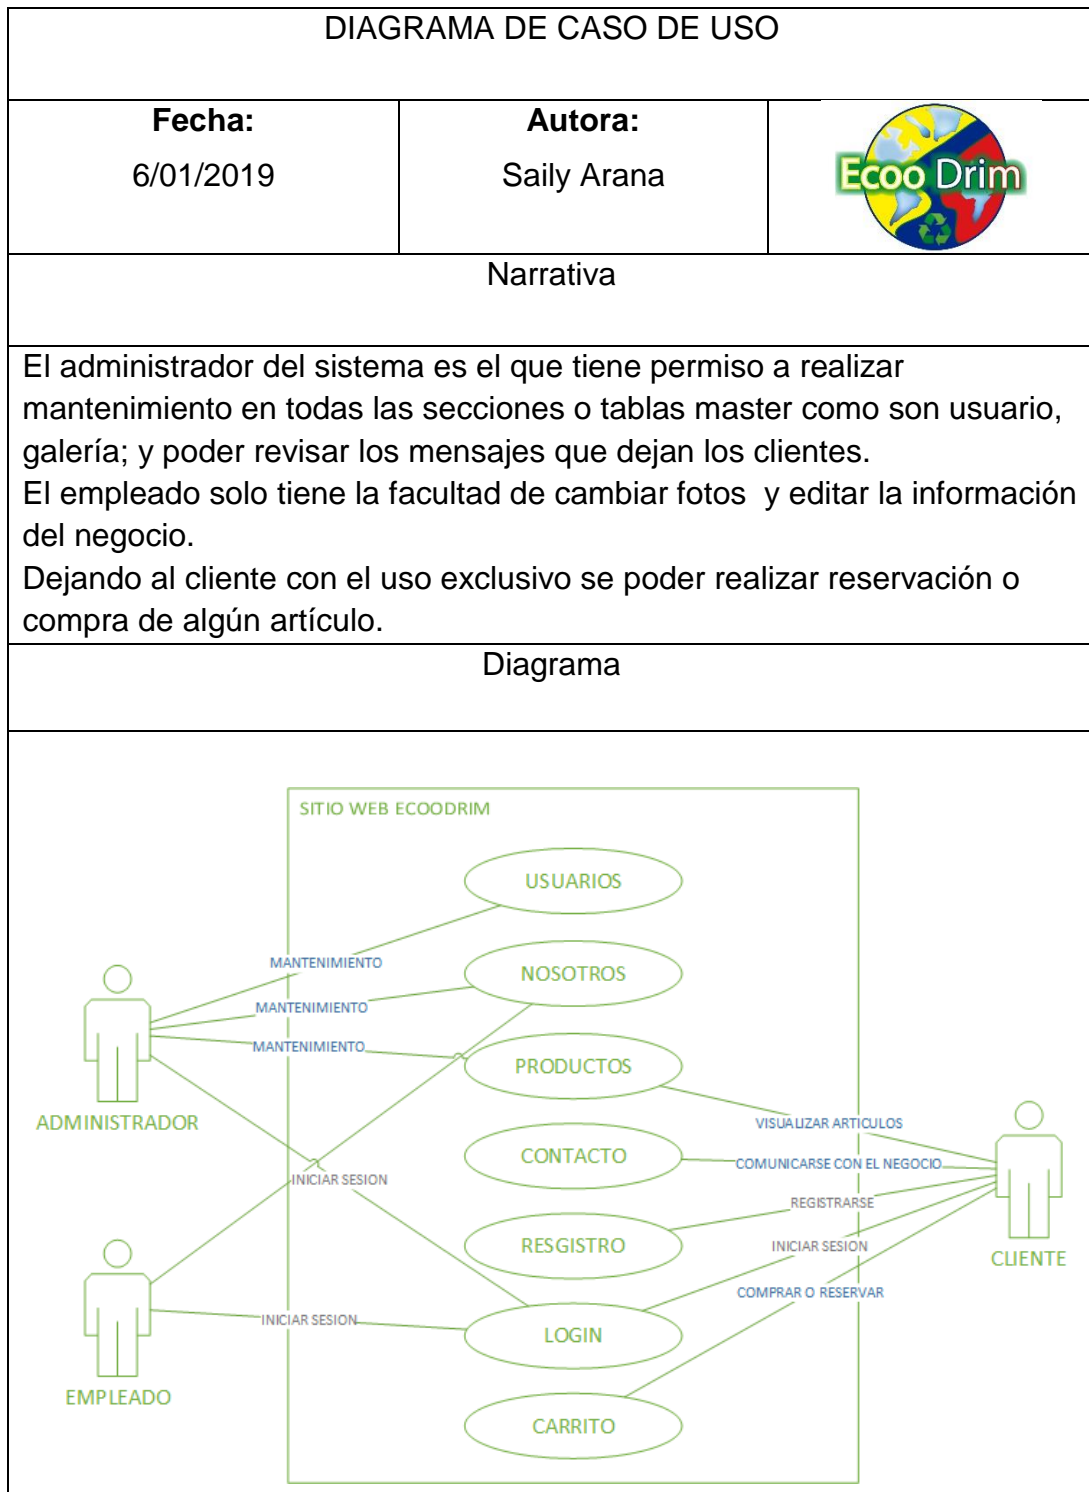 DIAGRAMA DE CASO DE USO
Fecha:
6/01/2019
Autora:
Saily Arana
Ecoo Drim
Narrativa
El administrador del sistema es el que tiene permiso a realizar
mantenimiento en todas las secciones o tablas master como son usuario,
galería; y poder revisar los mensajes que dejan los clientes.
El empleado solo tiene la facultad de cambiar fotos  y editar la información
del negocio.
Dejando al cliente con el uso exclusivo se poder realizar reservación o
compra de algún artículo.
Diagrama
SITIO WEB ECOODRIM
USUARIOS
MANTENIMIENTO
NOSOTROS
MANTENIMIENTO
MANTENIMIENTO
PRODUCTOS
ADMINISTRADOR
VISUALIZAR ARTICULOS
CONTACTO
COMUNICARSE CON EL NEGOCIO
INICIAR SESION
REGISTRARSE
RESGISTRO
INICIAR SESION
CLIENTE
COMPRAR O RESERVAR
INICIAR SESION
LOGIN
EMPLEADO
CARRITO